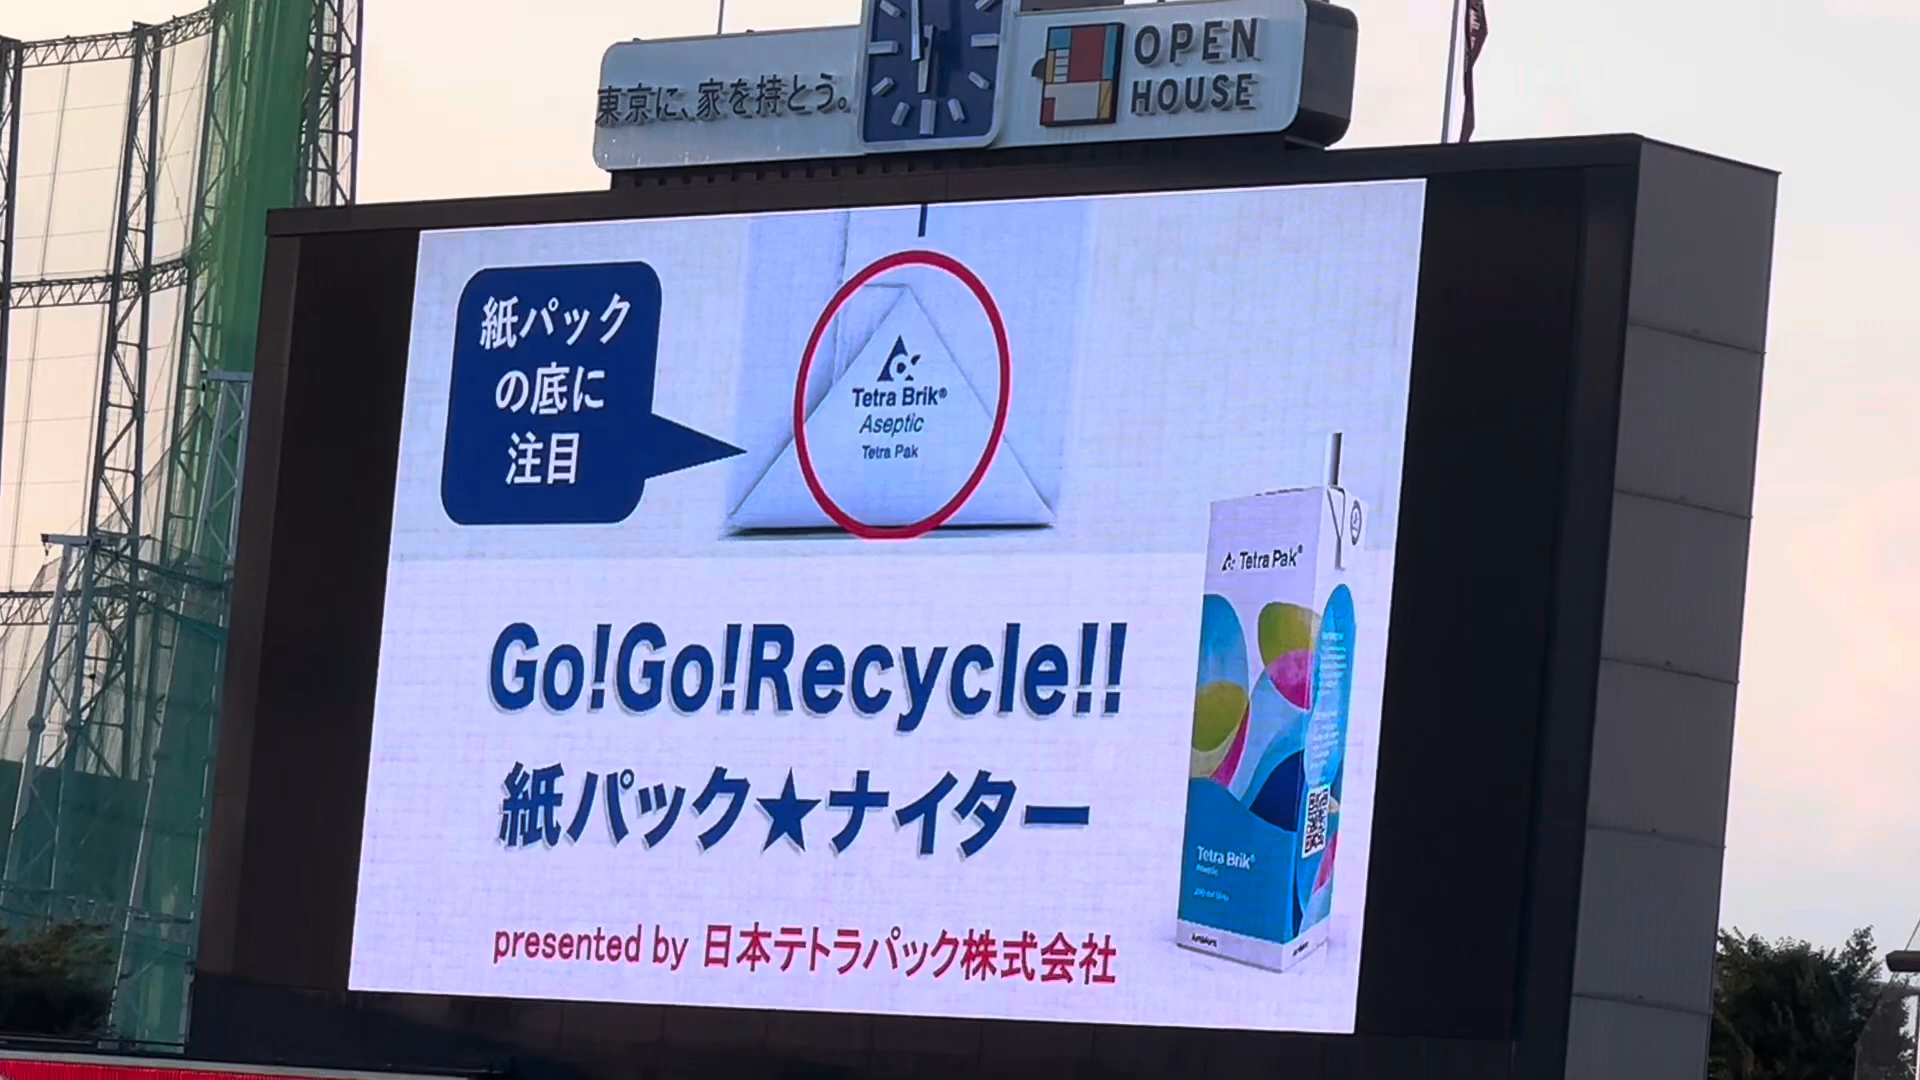 東京に、家を持とう。
OPEN
HOUSE
紙パック
の底に
注目
Tetra Brik®
Aseptic
Tetra Pak
Tetra Pak®
Go!Go!Recycle!!
紙パック★ナイター
Tetra Brik®
Aseptic
presented by 日本テトラパック株式会社